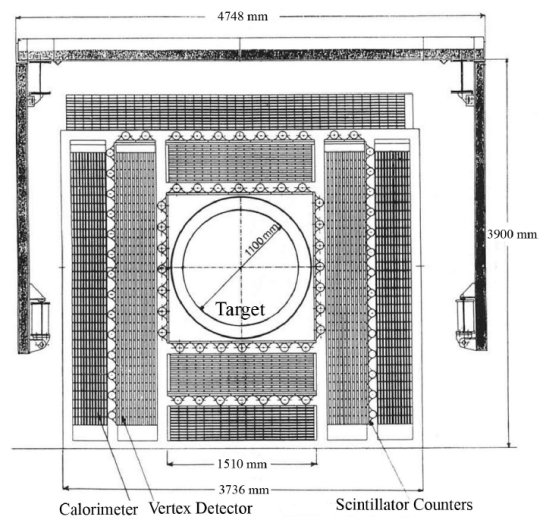 4748 mm
3900 mm
1100 mm
Target
1510 mm
3736 mm
Calorimeter
Vertex Detector
Scintillator Counters